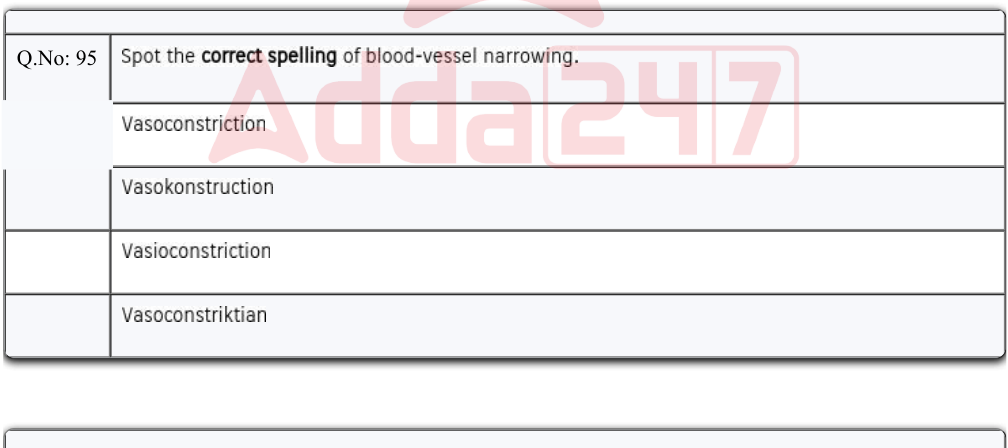 Q.No: 95 Spot the correct spelling of blood-vessel narrowing.
Vasoconstriction
Vasokonstruction
Vasioconstriction
Vasoconstriktian
Adda247